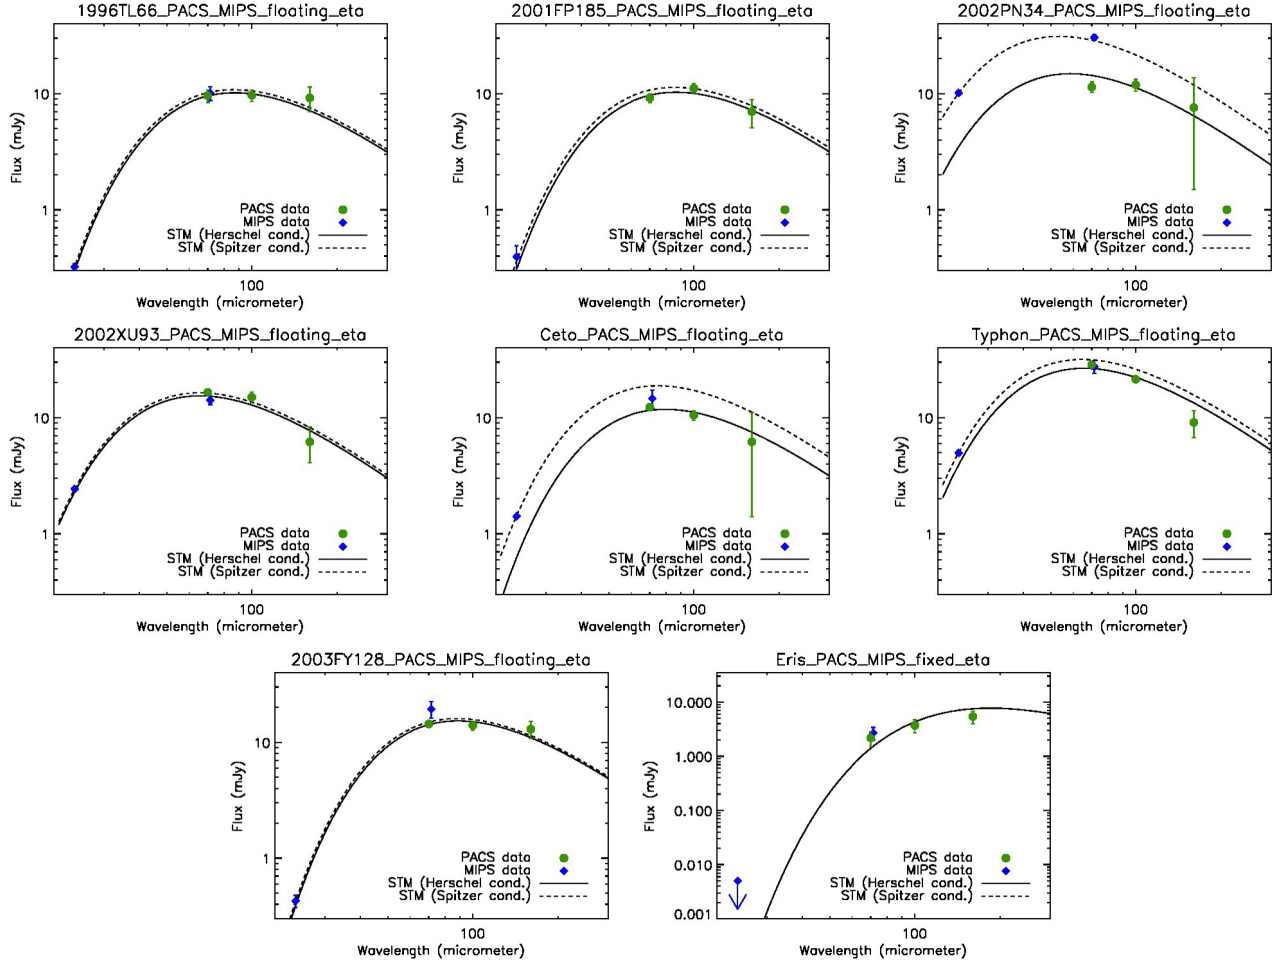 1996TL66_PACS_MIPS_floating_eta
Flux (mJy)
10
1
PACS data
MIPS data
STM (Herschel cond.)
STM (Spitzer cond.)
100
Wavelength (micrometer)
2001FP185_PACS_MIPS_floating_eta
Flux (mJy)
10
1
PACS data
MIPS data
STM (Herschel cond.)
STM (Spitzer cond.)
100
Wavelength (micrometer)
2002PN34_PACS_MIPS_floating_eta
Flux (mJy)
10
1
PACS data
MIPS data
STM (Herschel cond.)
STM (Spitzer cond.)
100
Wavelength (micrometer)
2002XU93_PACS_MIPS_floating_eta
Flux (mJy)
10
1
PACS data
MIPS data
STM (Herschel cond.)
STM (Spitzer cond.)
100
Wavelength (micrometer)
Ceto_PACS_MIPS_floating_eta
Flux (mJy)
10
1
PACS data
MIPS data
STM (Herschel cond.)
STM (Spitzer cond.)
100
Wavelength (micrometer)
Typhon_PACS_MIPS_floating_eta
Flux (mJy)
10
1
PACS data
MIPS data
STM (Herschel cond.)
STM (Spitzer cond.)
100
Wavelength (micrometer)
2003FY128_PACS_MIPS_floating_eta
Flux (mJy)
10
1
PACS data
MIPS data
STM (Herschel cond.)
STM (Spitzer cond.)
100
Wavelength (micrometer)
Eris_PACS_MIPS_fixed_eta
Flux (mJy)
10.000
1.000
0.100
0.010
0.001
PACS data
MIPS data
STM (Herschel cond.)
STM (Spitzer cond.)
100
Wavelength (micrometer)